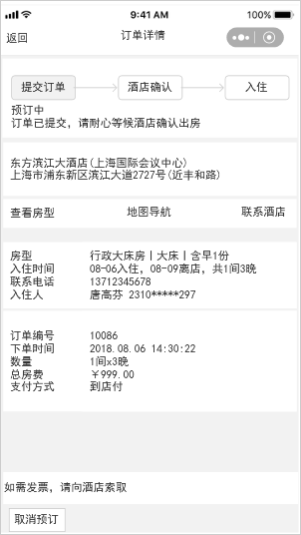 9:41 AM
100%
返回
订单详情
提交订单
酒店确认
入住
预订中
订单已提交，请耐心等候酒店确认出房
东方滨江大酒店(上海国际会议中心)
上海市浦东新区滨江大道2727号(近丰和路)
查看房型
地图导航
联系酒店
房型 行政大床房丨大床丨含早1份
入住时间 08-06入住，08-09离店，共1间3晚
联系电话 13712345678
入住人 唐高芬 2310*****297
订单编号 10086
下单时间 2018.08.06 14:30:22
数量 1间x3晚
总房费 ￥999.00
支付方式 到店付
如需发票，请向酒店索取
取消预订